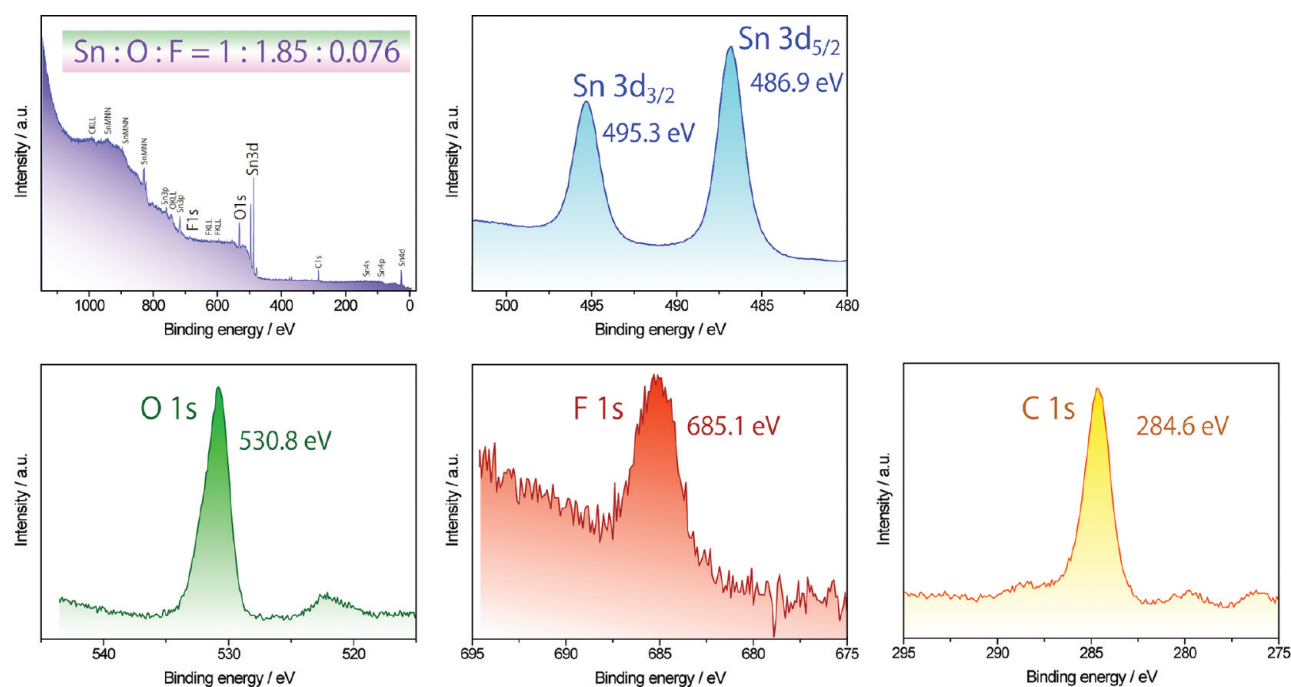 Sn : O : F = 1 : 1.85 : 0.076
CKLL
SnMNN
SnMNN
SnMNN
Sn3p
OKLL
Sn3p
F1s
FKLL
FKLL
O1s
Sn3d
C1s
Sn4s
Sn4p
Sn4d
Intensity / a.u.
1000 800 600 400 200 0
Binding energy / eV
Sn 3d3/2
495.3 eV
Sn 3d5/2
486.9 eV
Intensity / a.u.
500 495 490 485 480
Binding energy / eV
O 1s
530.8 eV
Intensity / a.u.
540 530 520
Binding energy / eV
F 1s
685.1 eV
Intensity / a.u.
695 690 685 680 675
Binding energy / eV
C 1s
284.6 eV
Intensity / a.u.
295 290 285 280 275
Binding energy / eV